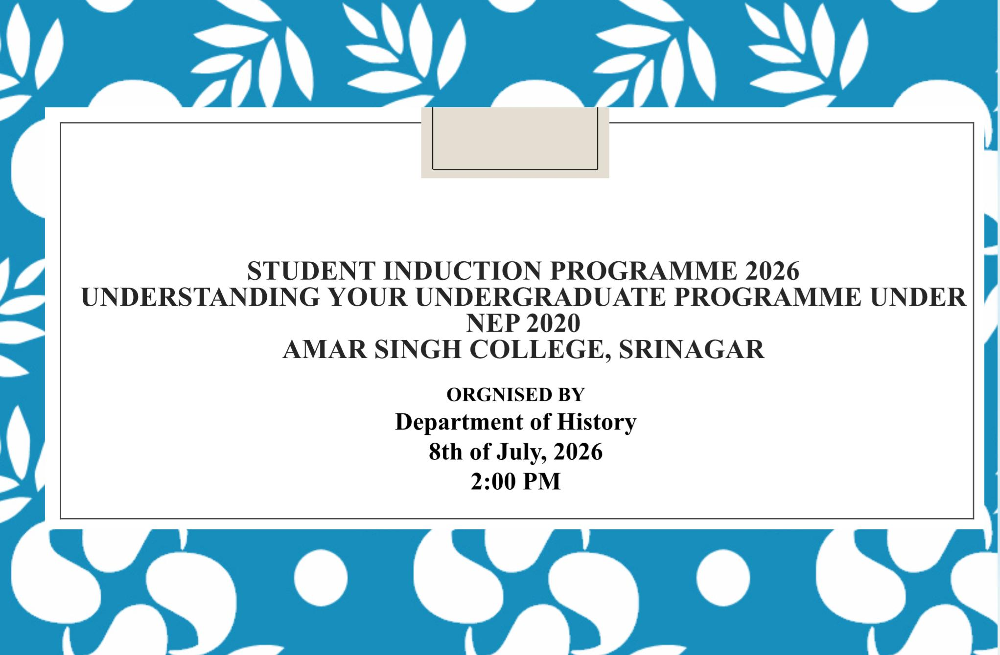 STUDENT INDUCTION PROGRAMME 2026
UNDERSTANDING YOUR UNDERGRADUATE PROGRAMME UNDER
NEP 2020
AMAR SINGH COLLEGE, SRINAGAR
ORGNISED BY
Department of History
8th of July, 2026
2:00 PM